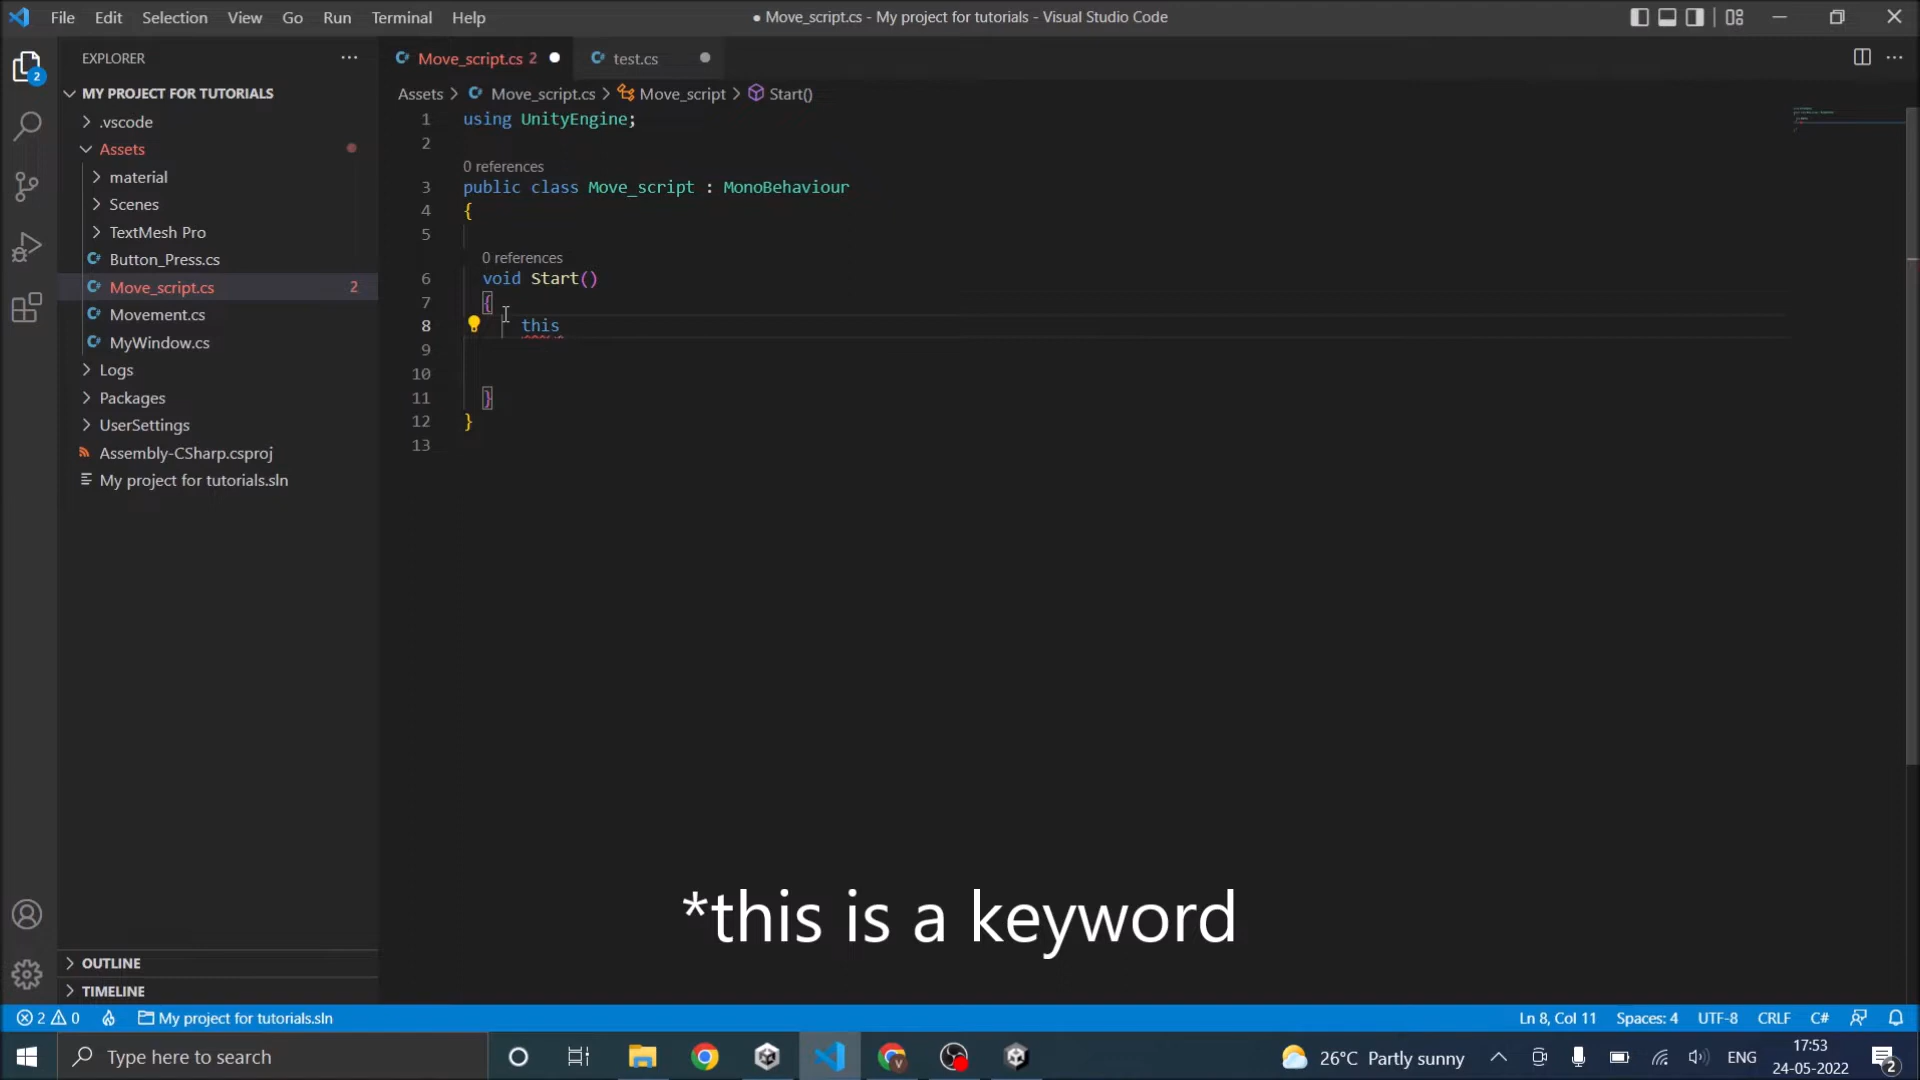 File Edit Selection View Go Run Terminal Help
● Move_script.cs - My project for tutorials - Visual Studio Code
EXPLORER
MY PROJECT FOR TUTORIALS
.vscode
Assets
material
Scenes
TextMesh Pro
Button_Press.cs
Move_script.cs 2
Movement.cs
MyWindow.cs
Logs
Packages
UserSettings
Assembly-CSharp.csproj
My project for tutorials.sln
OUTLINE
TIMELINE
2
Move_script.cs 2
test.cs
Assets > Move_script.cs > Move_script > Start()
1 using UnityEngine;
2
0 references
3 public class Move_script : MonoBehaviour
4 {
5
0 references
6 void Start()
7 {
8 this
9
10
11 }
12 }
13
*this is a keyword
2 0 My project for tutorials.sln
Ln 8, Col 11 Spaces: 4 UTF-8 CRLF C#
Type here to search
26°C Partly sunny
ENG
17:53
24-05-2022
2